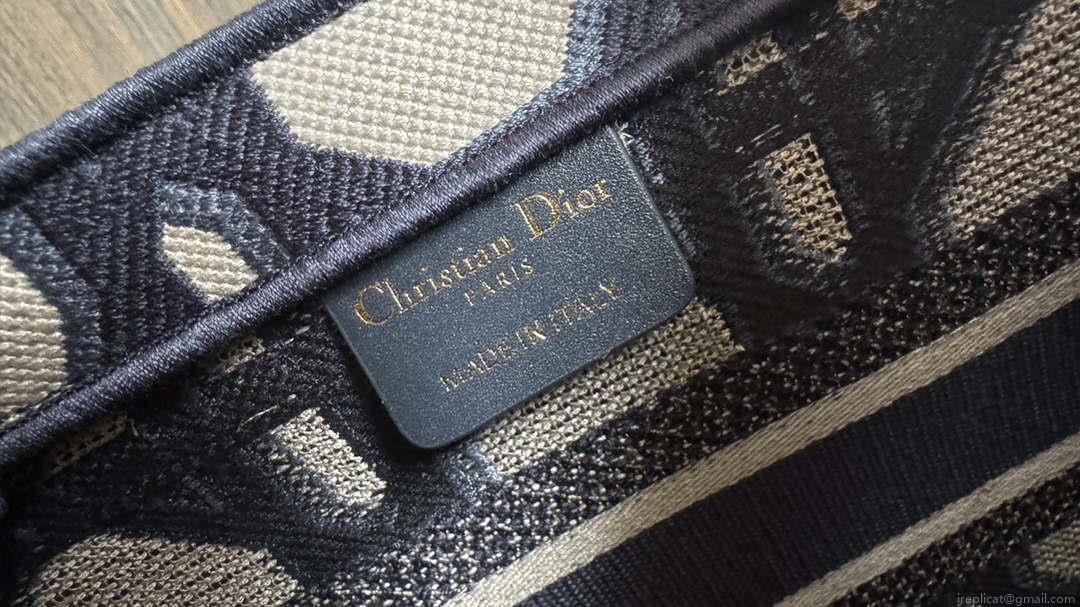 Christian Dior
PARIS
MADE IN ITALY
ireplicat@gmail.com